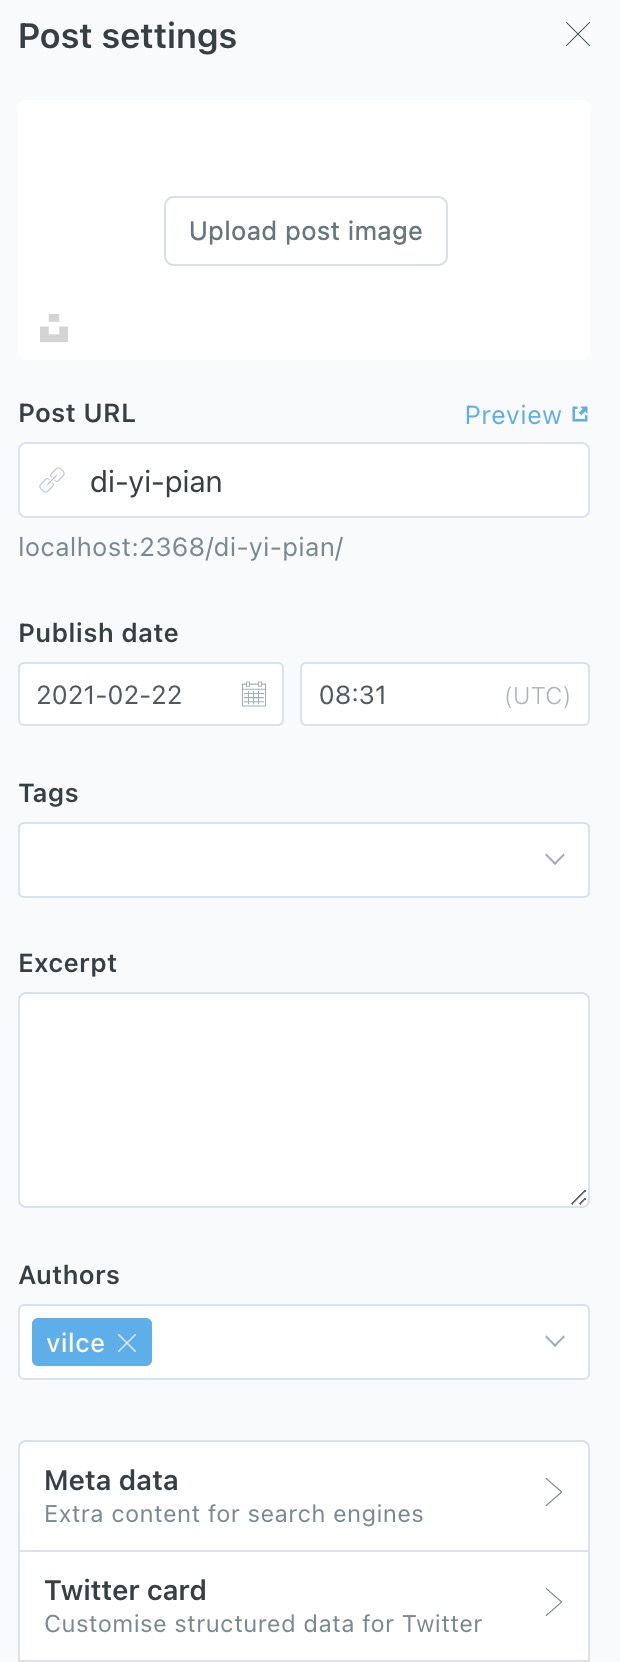 Post settings
Upload post image
Post URL
Preview
di-yi-pian
localhost:2368/di-yi-pian/
Publish date
2021-02-22
08:31
(UTC)
Tags
Excerpt
Authors
vilce
Meta data
Extra content for search engines
Twitter card
Customise structured data for Twitter